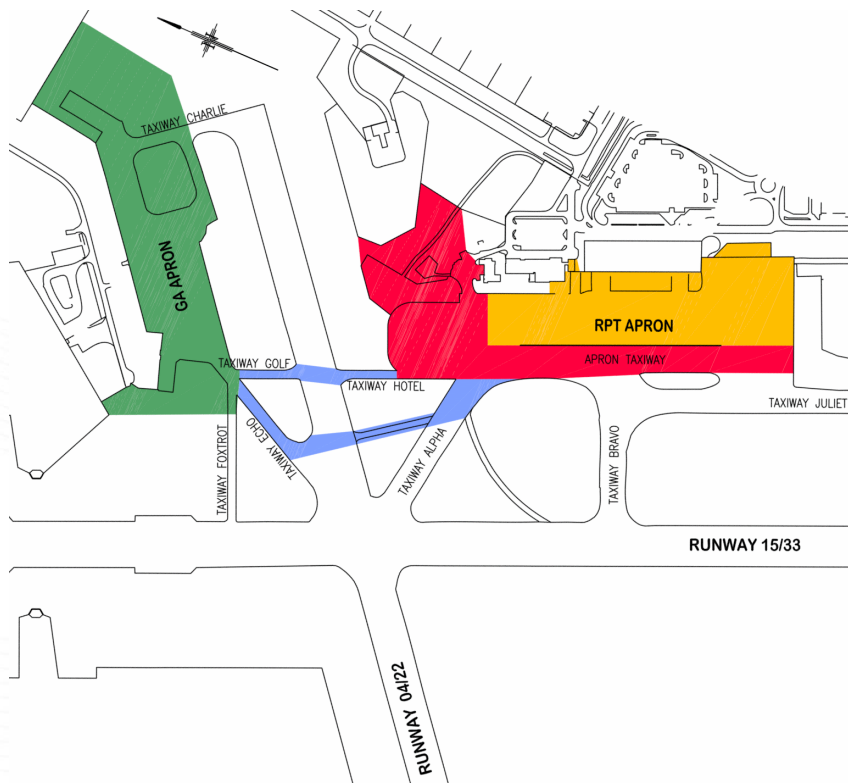 TAXIWAY CHARLIE
GA APRON
RPT APRON
TAXIWAY GOLF
APRON TAXIWAY
TAXIWAY HOTEL
TAXIWAY JULIET
TAXIWAY FOXTROT
TAXIWAY ECHO
TAXIWAY ALPHA
TAXIWAY BRAVO
RUNWAY 15/33
RUNWAY 04/22